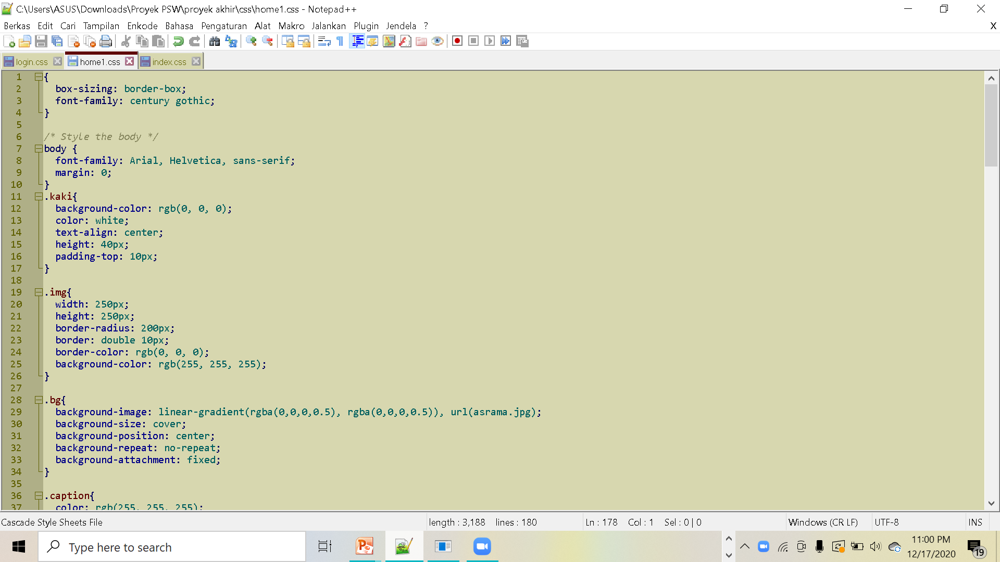 C:\Users\ASUS\Downloads\Proyek PSW\proyek akhir\css\home1.css - Notepad++
Berkas Edit Cari Tampilan Enkode Bahasa Pengaturan Alat Makro Jalankan Plugin Jendela ? X
login.css home1.css index.css
1 {
2 box-sizing: border-box;
3 font-family: century gothic;
4 }
5
6 /* Style the body */
7 body {
8 font-family: Arial, Helvetica, sans-serif;
9 margin: 0;
10 }
11 .kaki{
12 background-color: rgb(0, 0, 0);
13 color: white;
14 text-align: center;
15 height: 40px;
16 padding-top: 10px;
17 }
18
19 .img{
20 width: 250px;
21 height: 250px;
22 border-radius: 200px;
23 border: double 10px;
24 border-color: rgb(0, 0, 0);
25 background-color: rgb(255, 255, 255);
26 }
27
28 .bg{
29 background-image: linear-gradient(rgba(0,0,0,0.5), rgba(0,0,0,0.5)), url(asrama.jpg);
30 background-size: cover;
31 background-position: center;
32 background-repeat: no-repeat;
33 background-attachment: fixed;
34 }
35
36 .caption{
37 color: rgb(255, 255, 255);
Cascade Style Sheets File length : 3,188 lines : 180 Ln : 178 Col : 1 Sel : 0 | 0 Windows (CR LF) UTF-8 INS
Type here to search
11:00 PM
12/17/2020
19